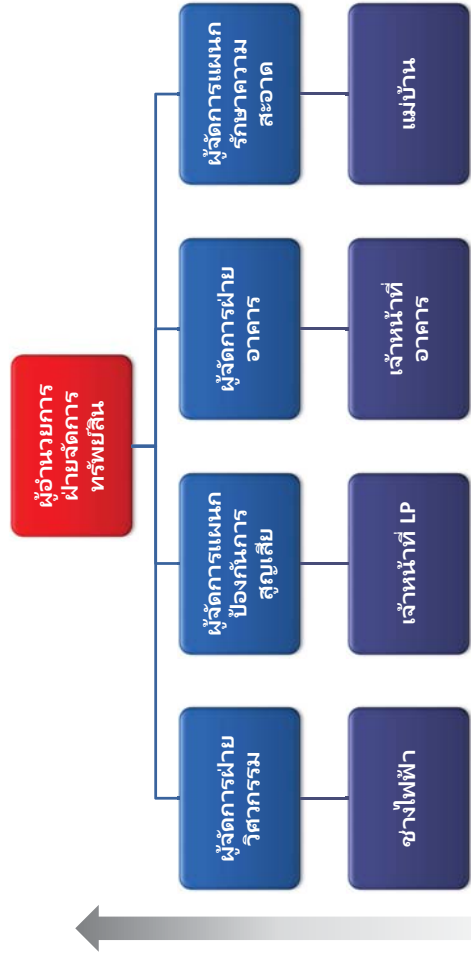 ผู้อำนวยการ
ฝ่ายจัดการ
ทรัพย์สิน
ผู้จัดการฝ่าย
วิศวกรรม
ผู้จัดการแผนก
ป้องกันการ
สูญเสีย
ผู้จัดการฝ่าย
อาคาร
ผู้จัดการแผนก
รักษาความ
สะอาด
ช่างไฟฟ้า
เจ้าหน้าที่ LP
เจ้าหน้าที่
อาคาร
แม่บ้าน